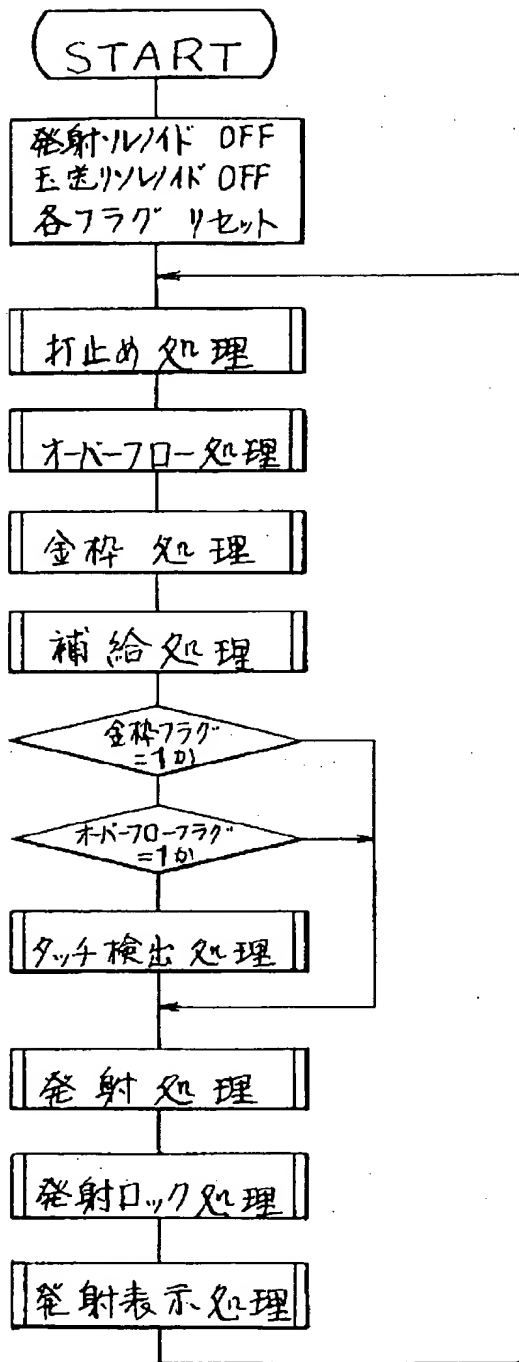 START
発射ソレノイド OFF
玉送りソレノイド OFF
各フラグ リセット
打止め処理
オーバーフロー処理
金枠 処理
補給処理
金枠フラグ
=1か
オーバーフローフラグ
=1か
タッチ検出処理
発射処理
発射ロック処理
発射表示処理